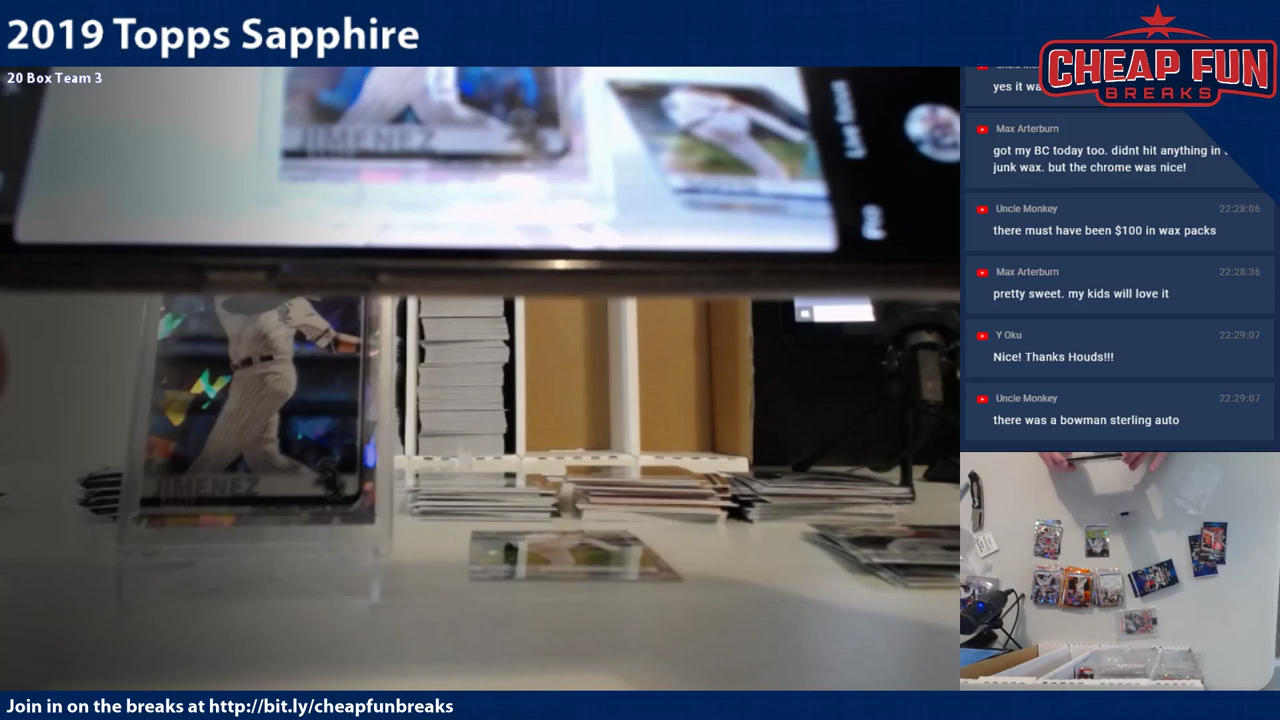 2019 Topps Sapphire
20 Box Team 3
CHEAP FUN
BREAKS
JIMENEZ
Live focus
Pro
JIMENEZ
yes it wa
Max Arterburn
got my BC today too. didnt hit anything in
junk wax. but the chrome was nice!
Uncle Monkey 22:28:06
there must have been $100 in wax packs
Max Arterburn 22:28:36
pretty sweet. my kids will love it
Y Oku 22:29:07
Nice! Thanks Houds!!!
Uncle Monkey 22:29:07
there was a bowman sterling auto
Join in on the breaks at http://bit.ly/cheapfunbreaks